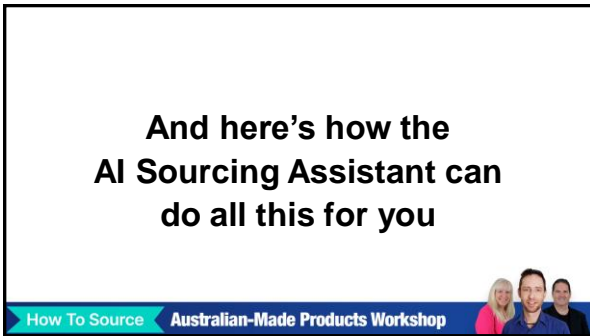 And here’s how the
AI Sourcing Assistant can
do all this for you
How To Source Australian-Made Products Workshop